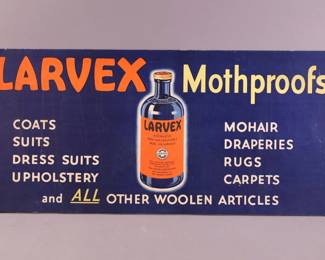 LARVEX Mothproofs
COATS
SUITS
DRESS SUITS
UPHOLSTERY
LARVEX
MOHAIR
DRAPERIES
RUGS
CARPETS
and ALL OTHER WOOLEN ARTICLES